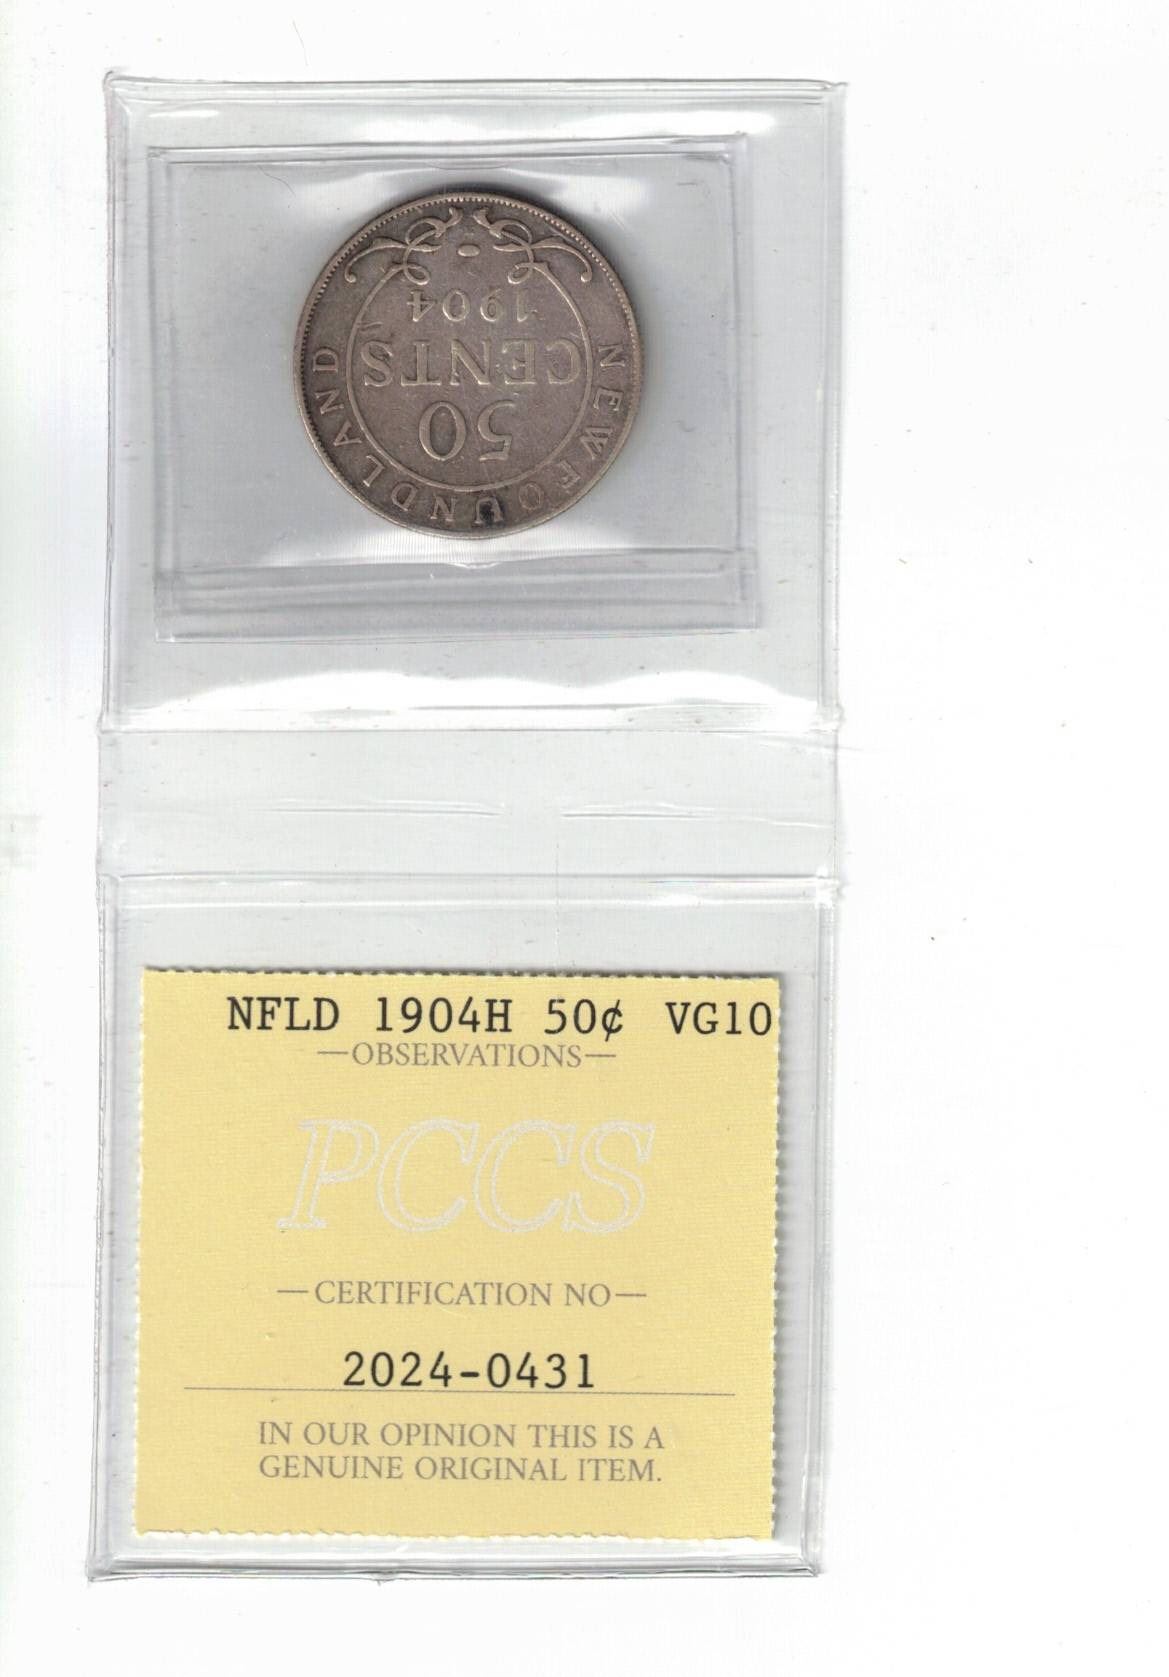 50
CENTS
1904
NEWFOUNDLAND
NFLD 1904H 50¢ VG10
—OBSERVATIONS—
PCCS
—CERTIFICATION NO—
2024-0431
IN OUR OPINION THIS IS A
GENUINE ORIGINAL ITEM.